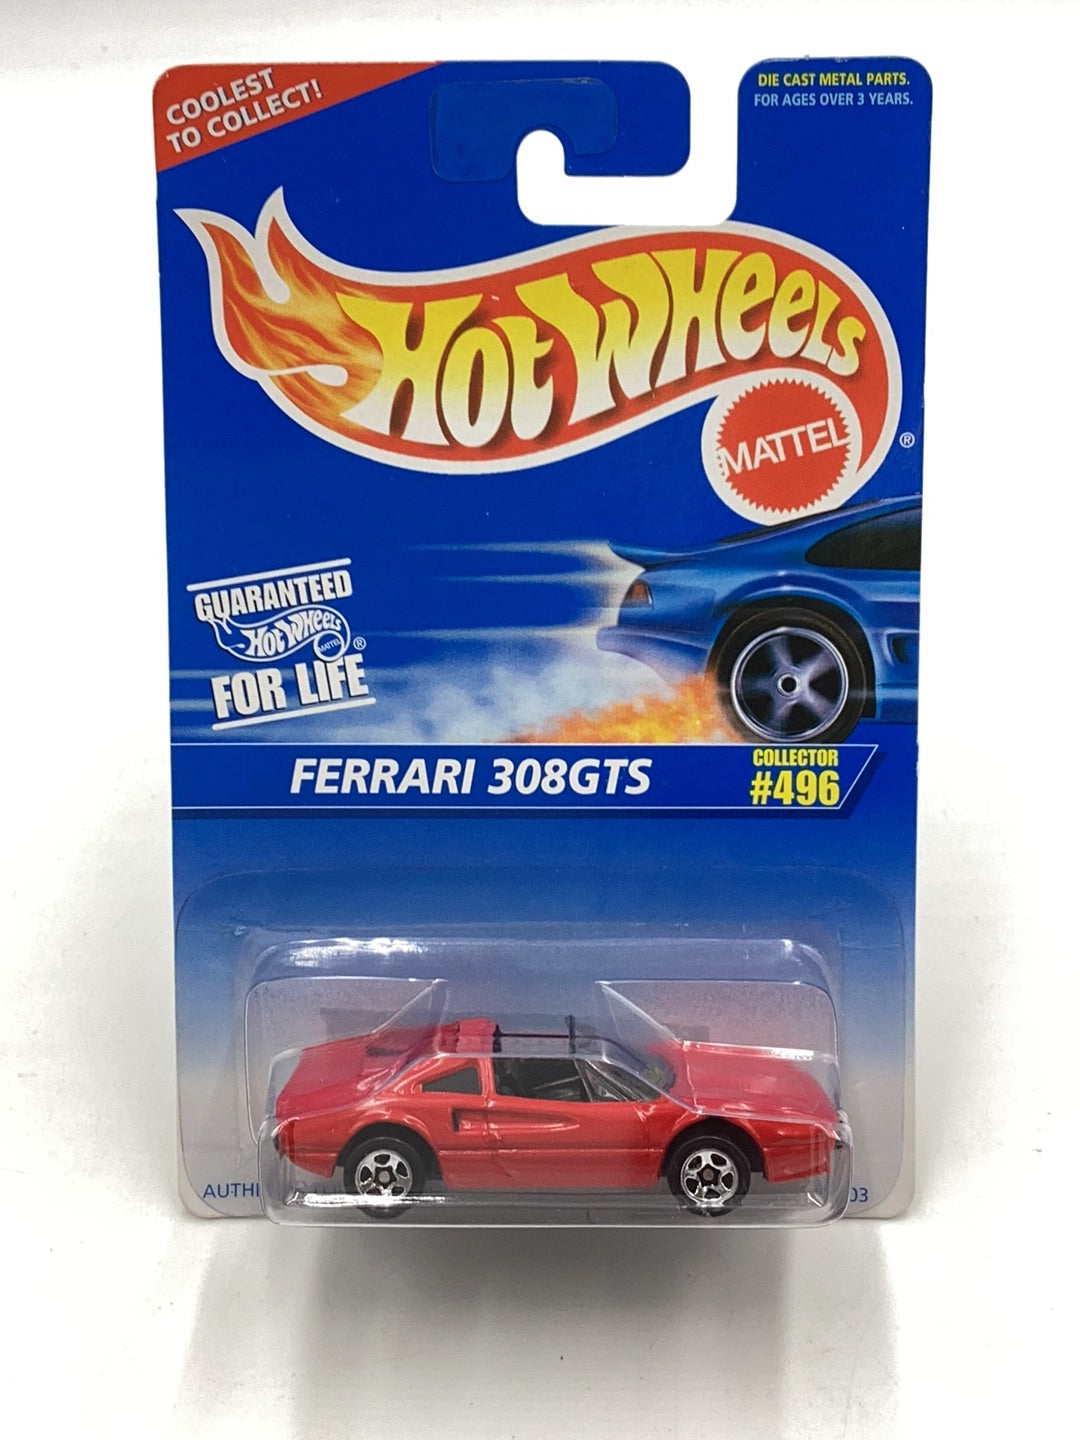 COOLEST
TO COLLECT!
DIE CAST METAL PARTS.
FOR AGES OVER 3 YEARS.
HOT WHEELS
MATTEL
®
GUARANTEED
HOT WHEELS
MATTEL
®
FOR LIFE
FERRARI 308GTS
COLLECTOR
#496